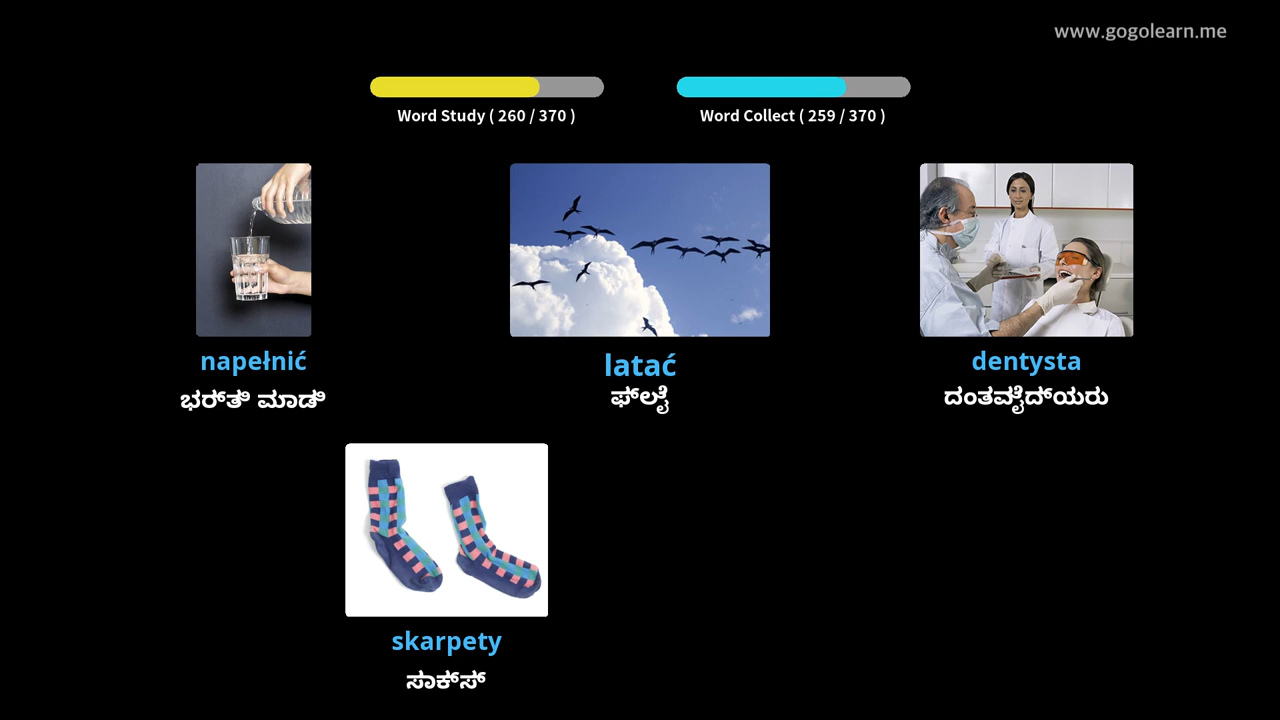 www.gogolearn.me
Word Study ( 260 / 370 )
Word Collect ( 259 / 370 )
napełnić
latać
dentysta
ಭರ್ತಿ ಮಾಡಿ
ಫ್ಲೈ
ದಂತವೈದ್ಯರು
skarpety
ಸಾಕ್ಸ್